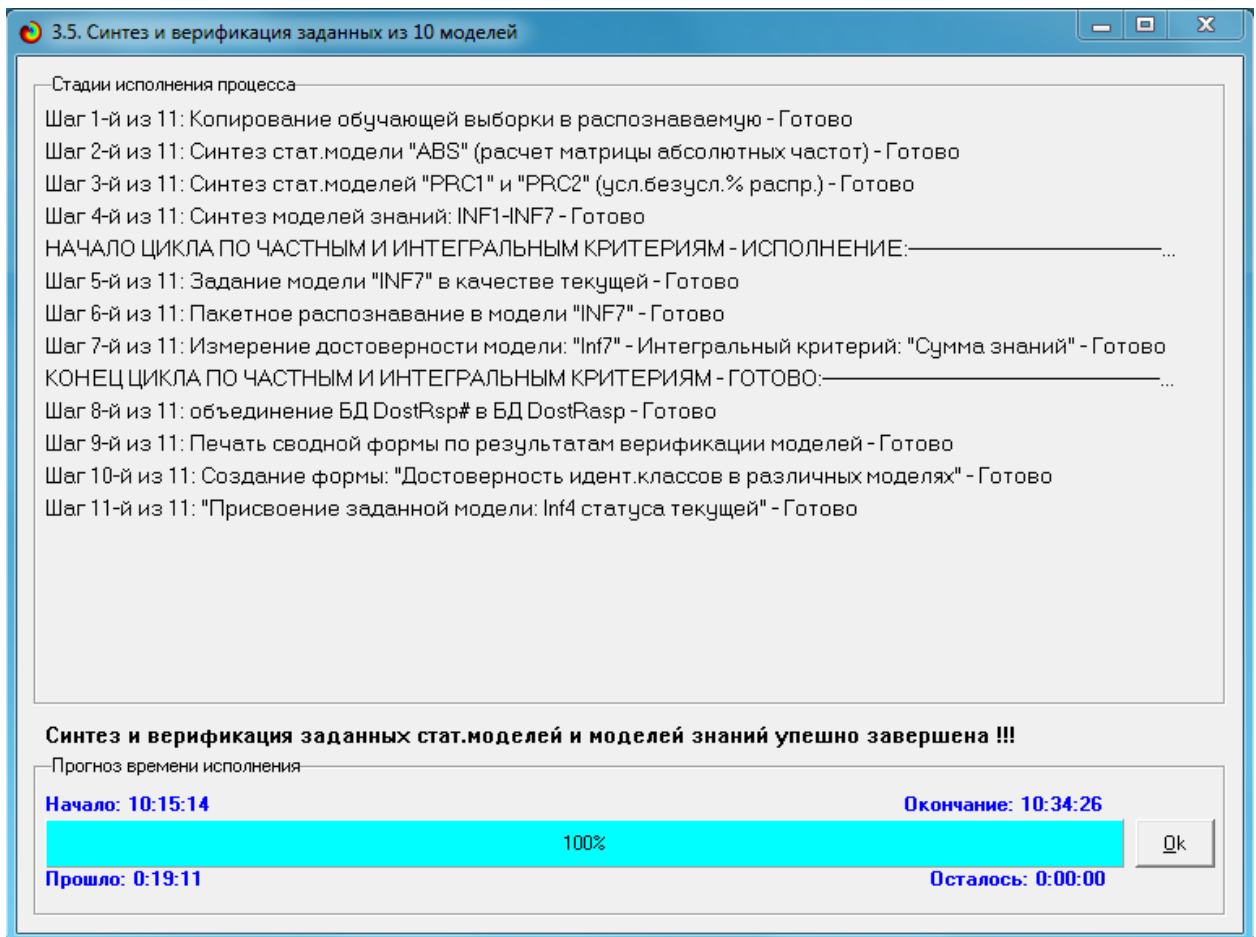 3.5. Синтез и верификация заданных из 10 моделей
Стадии исполнения процесса
Шаг 1-й из 11: Копирование обучающей выборки в распознаваемую - Готово
Шаг 2-й из 11: Синтез стат.модели "ABS" (расчет матрицы абсолютных частот) - Готово
Шаг 3-й из 11: Синтез стат.моделей "PRC1" и "PRC2" (усл.безусл.% распр.) - Готово
Шаг 4-й из 11: Синтез моделей знаний: INF1-INF7 - Готово
НАЧАЛО ЦИКЛА ПО ЧАСТНЫМ И ИНТЕГРАЛЬНЫМ КРИТЕРИЯМ - ИСПОЛНЕНИЕ:――――――――――――...
Шаг 5-й из 11: Задание модели "INF7" в качестве текущей - Готово
Шаг 6-й из 11: Пакетное распознавание в модели "INF7" - Готово
Шаг 7-й из 11: Измерение достоверности модели: "Inf7" - Интегральный критерий: "Сумма знаний" - Готово
КОНЕЦ ЦИКЛА ПО ЧАСТНЫМ И ИНТЕГРАЛЬНЫМ КРИТЕРИЯМ - ГОТОВО:――――――――――――――――...
Шаг 8-й из 11: объединение БД DostRsp# в БД DostRasp - Готово
Шаг 9-й из 11: Печать сводной формы по результатам верификации моделей - Готово
Шаг 10-й из 11: Создание формы: "Достоверность идент.классов в различных моделях" - Готово
Шаг 11-й из 11: "Присвоение заданной модели: Inf4 статуса текущей" - Готово
Синтез и верификация заданных стат.моделей и моделей знаний упешно завершена !!!
Прогноз времени исполнения
Начало: 10:15:14 Окончание: 10:34:26
100% Ok
Прошло: 0:19:11 Осталось: 0:00:00